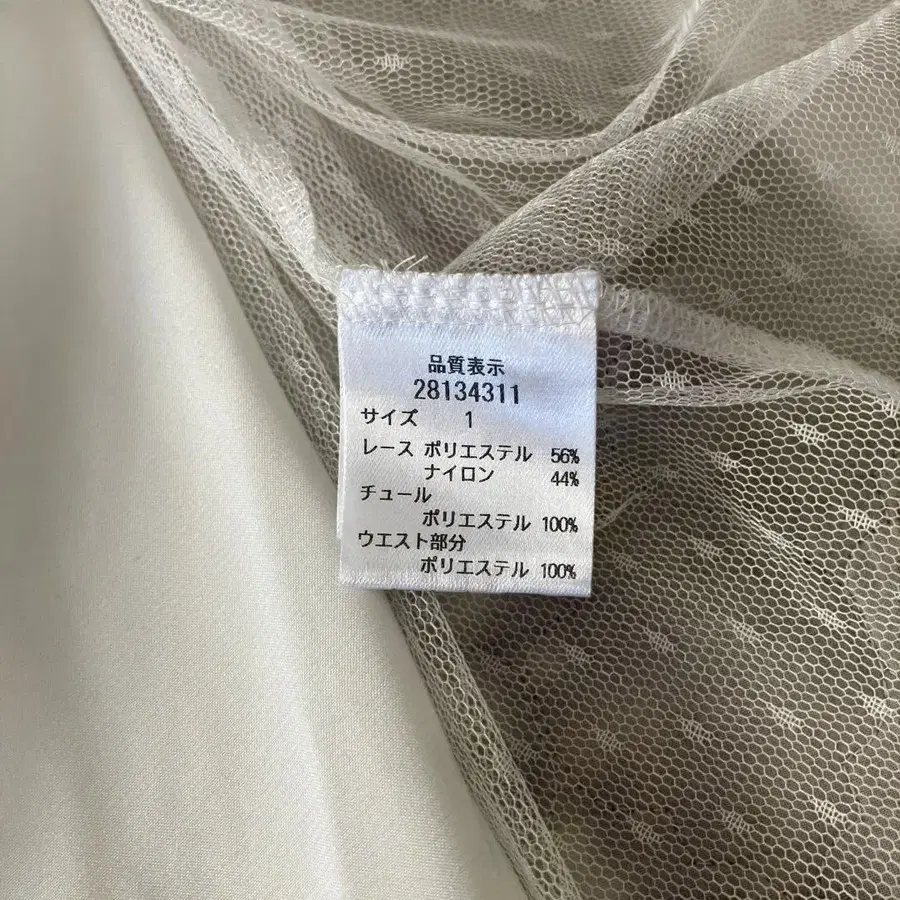 品質表示
28134311
サイズ 1
レース ポリエステル 56%
ナイロン 44%
チュール
ポリエステル 100%
ウエスト部分
ポリエステル 100%